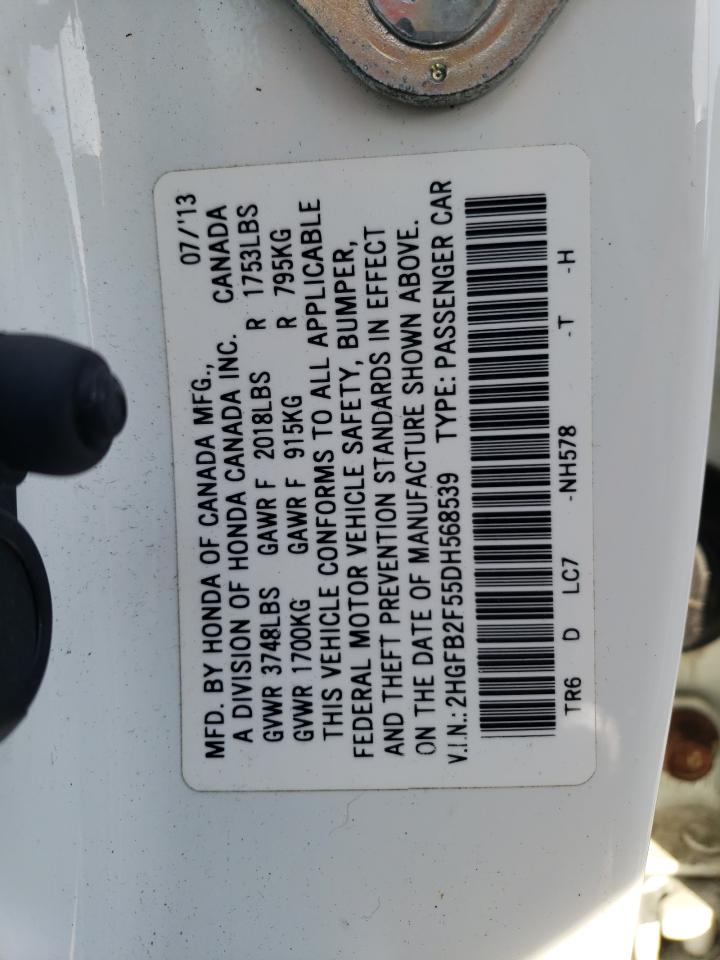 MFD. BY HONDA OF CANADA MFG., 07/'13
A DIVISION OF HONDA CANADA INC. CANADA
GVWR 3748LBS GAWR F 2018LBS R 1753LBS
GVWR 1700KG GAWR F 915KG R 795KG
THIS VEHICLE CONFORMS TO ALL APPLICABLE
FEDERAL MOTOR VEHICLE SAFETY, BUMPER,
AND THEFT PREVENTION STANDARDS IN EFFECT
ON THE DATE OF MANUFACTURE SHOWN ABOVE.
V.I.N.: 2HGFB2F55DH568539 TYPE: PASSENGER CAR
TR6 D LC7 -NH578 -T -H